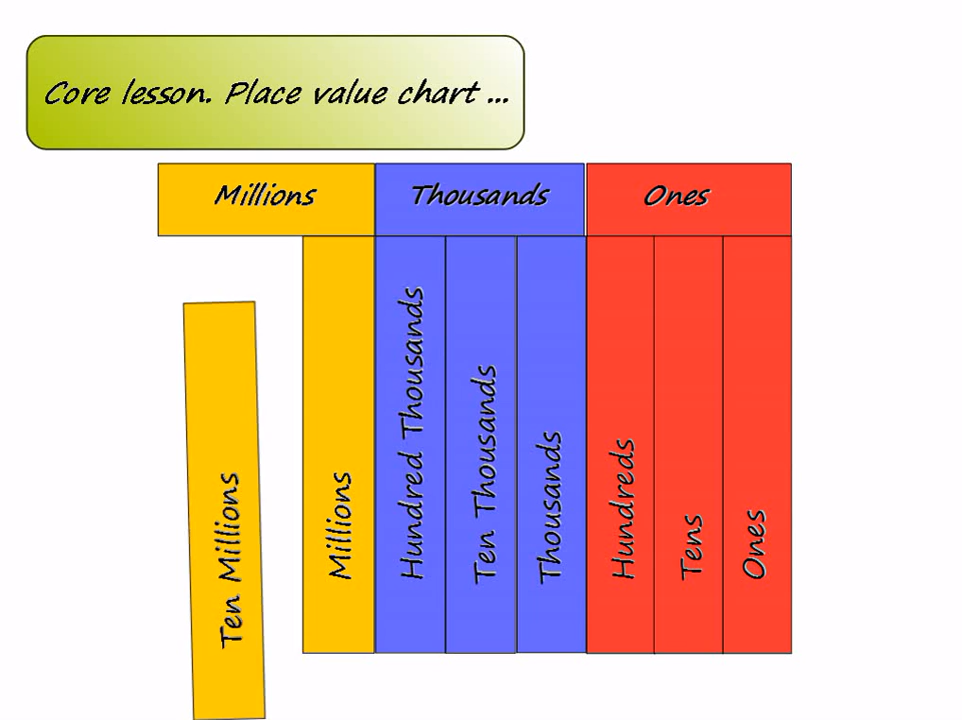 Core lesson. Place value chart ...
Millions
Thousands
Ones
Ten Millions
Millions
Hundred Thousands
Ten Thousands
Thousands
Hundreds
Tens
Ones